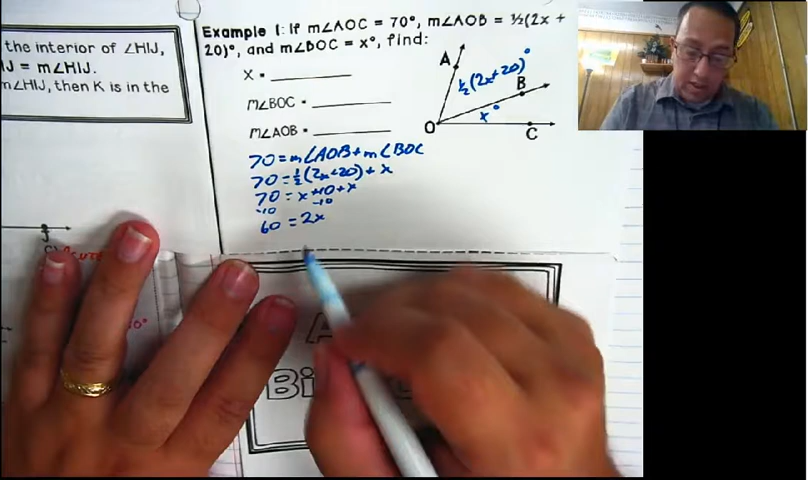 the interior of ∠HIJ,
IJ = m∠HIJ.
m∠HIJ, then K is in the
Example 1: If m∠AOC = 70°, m∠AOB = ½(2x +
20)°, and m∠BOC = x°, find:
x =
m∠BOC =
m∠AOB =
A
½(2x+20)°
B
x°
O
C
70 = m∠AOB + m∠BOC
70 = ½(2x+20) + x
70 = x+10+x
-10 -10
60 = 2x
J
A
Bi